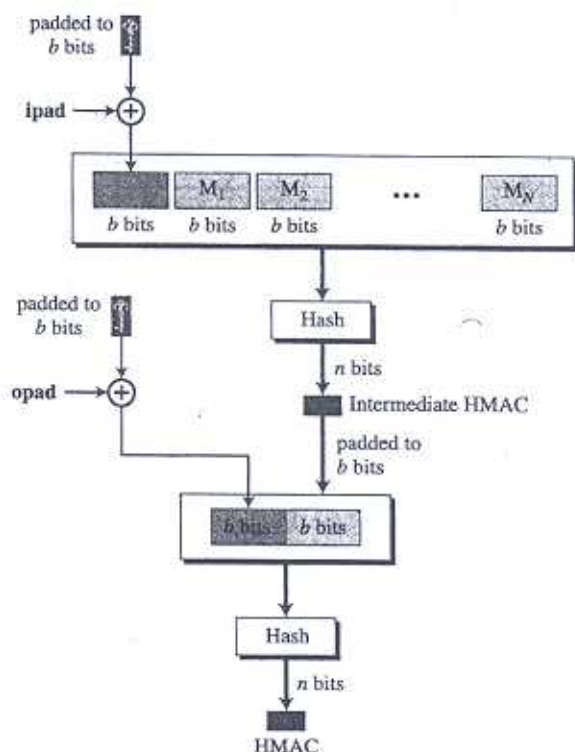 padded to
b bits
ipad
+
M₁ M₂ ... M_N
b bits b bits b bits b bits
Hash
padded to
b bits
n bits
opad
+
Intermediate HMAC
padded to
b bits
b bits b bits
Hash
n bits
HMAC